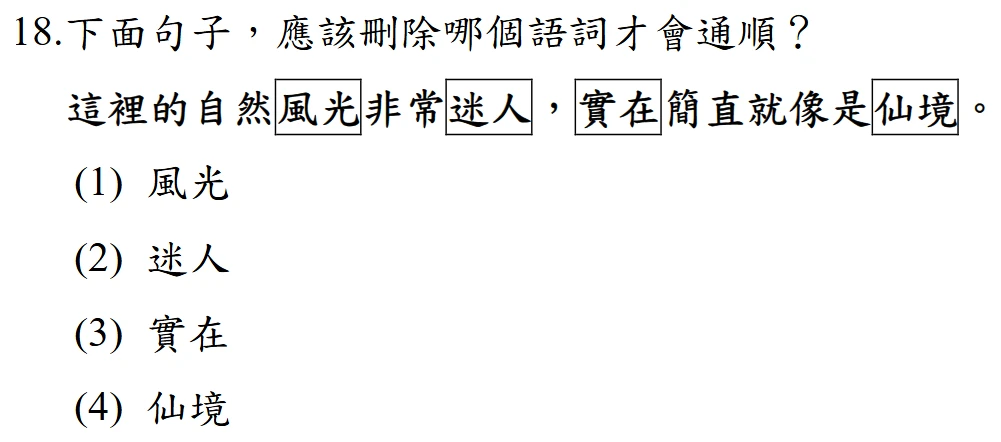 18.下面句子，應該刪除哪個語詞才會通順？
這裡的自然風光非常迷人，實在簡直就像是仙境。
(1) 風光
(2) 迷人
(3) 實在
(4) 仙境